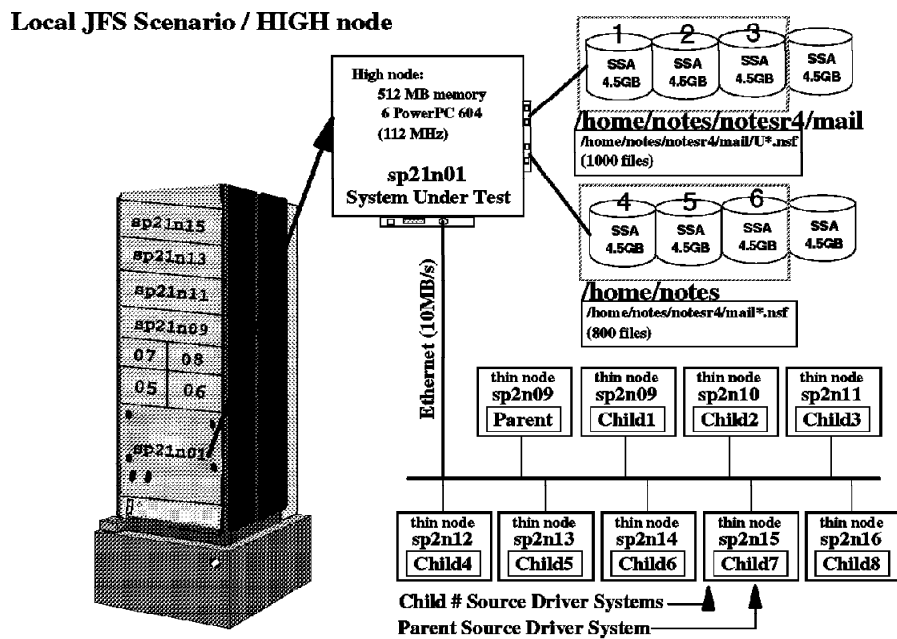 Local JFS Scenario / HIGH node
High node:
512 MB memory
6 PowerPC 604
(112 MHz)
sp21n01
System Under Test
1 2 3
SSA 4.5GB SSA 4.5GB SSA 4.5GB SSA 4.5GB
/home/notes/notesr4/mail
/home/notes/notesr4/mail/U*.nsf
(1000 files)
4 5 6
SSA 4.5GB SSA 4.5GB SSA 4.5GB SSA 4.5GB
/home/notes
/home/notes/notesr4/mail*.nsf
(800 files)
sp21n15
sp21n13
sp21n11
sp21n09
07 08
05 06
sp21n01
Ethernet (10MB/s)
thin node thin node thin node thin node
sp2n09 sp2n09 sp2n10 sp2n11
Parent Child1 Child2 Child3
thin node thin node thin node thin node thin node
sp2n12 sp2n13 sp2n14 sp2n15 sp2n16
Child4 Child5 Child6 Child7 Child8
Child # Source Driver Systems
Parent Source Driver System